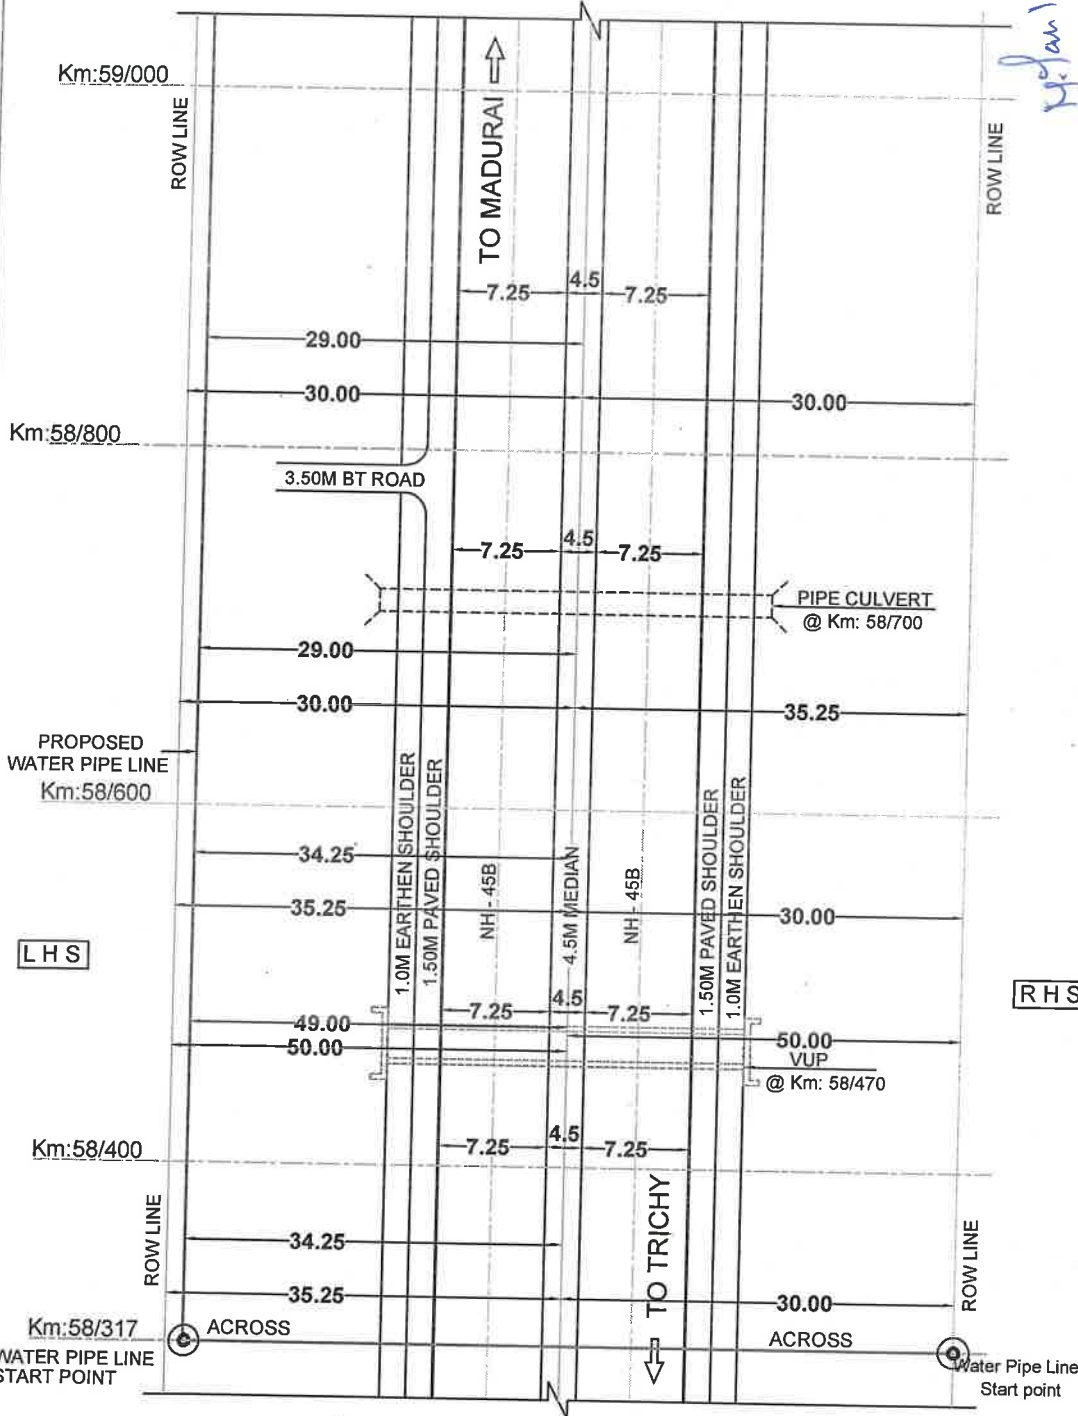 Km:59/000
ROW LINE
TO MADURAI
ROW LINE
4.5
7.25
7.25
29.00
30.00
30.00
Km:58/800
3.50M BT ROAD
4.5
7.25
7.25
PIPE CULVERT
@ Km: 58/700
29.00
30.00
35.25
PROPOSED
WATER PIPE LINE
Km:58/600
34.25
35.25
30.00
1.0M EARTHEN SHOULDER
1.50M PAVED SHOULDER
NH - 45B
4.5M MEDIAN
NH - 45B
1.50M PAVED SHOULDER
1.0M EARTHEN SHOULDER
LHS
RHS
4.5
7.25
7.25
49.00
50.00
50.00
VUP
@ Km: 58/470
Km:58/400
4.5
7.25
7.25
ROW LINE
34.25
TO TRICHY
ROW LINE
35.25
30.00
Km:58/317
ACROSS
ACROSS
WATER PIPE LINE
START POINT
Water Pipe Line
Start point